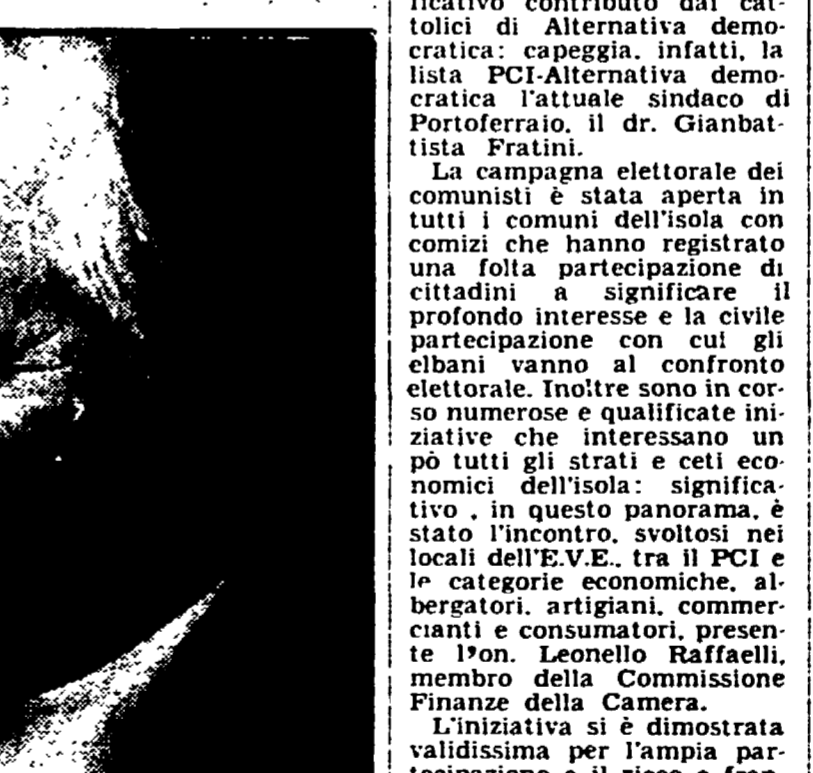 ficativo contributo dai cat-
tolici di Alternativa demo-
cratica: capeggia. infatti, la
lista PCI-Alternativa demo-
cratica l'attuale sindaco di
Portoferraio. il dr. Gianbat-
tista Fratini.
La campagna elettorale dei
comunisti è stata aperta in
tutti i comuni dell'isola con
comizi che hanno registrato
una folta partecipazione di
cittadini a significare il
profondo interesse e la civile
partecipazione con cui gli
elbani vanno al confronto
elettorale. Inoltre sono in cor-
so numerose e qualificate ini-
ziative che interessano un
pò tutti gli strati e ceti eco-
nomici dell'isola: significa-
tivo , in questo panorama, è
stato l'incontro, svoltosi nei
locali dell'E.V.E., tra il PCI e
le categorie economiche, al-
bergatori, artigiani, commer-
cianti e consumatori, presen-
te l'on. Leonello Raffaelli,
membro della Commissione
Finanze della Camera.
L'iniziativa si è dimostrata
validissima per l'ampia par-
tecipazione e il ricco e fran-